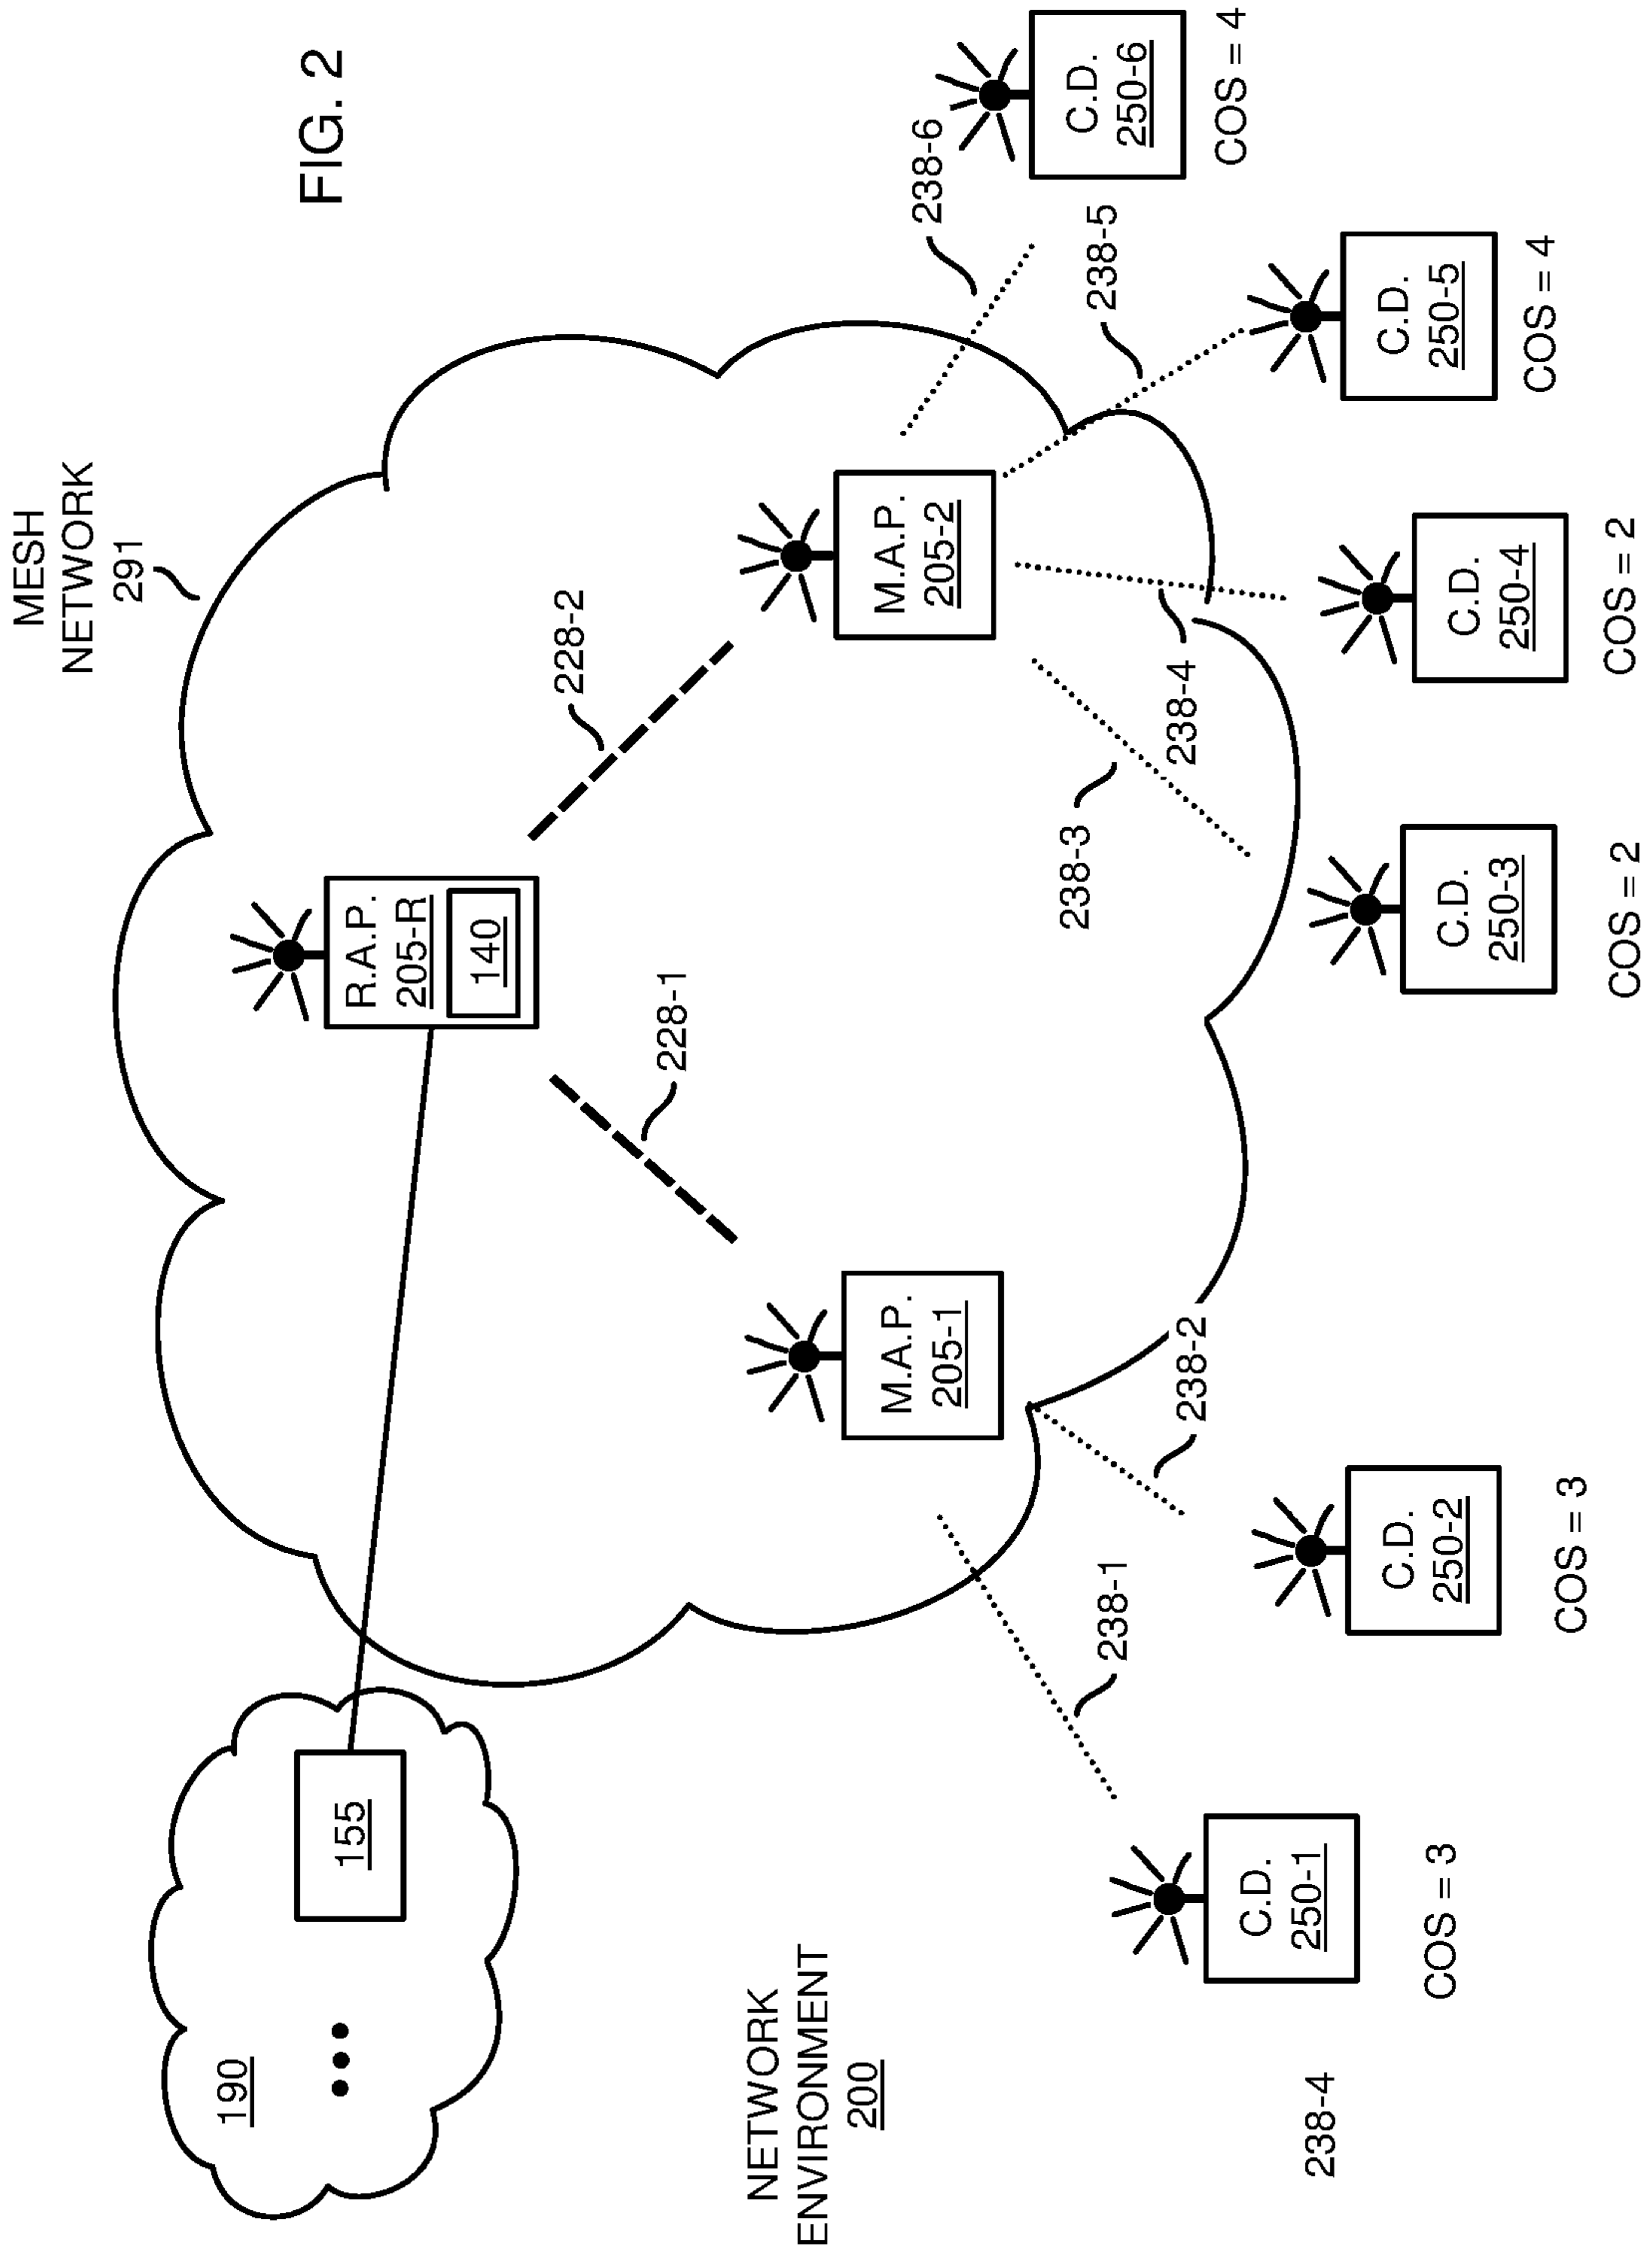 FIG. 2
MESH
NETWORK
291
190
155
R.A.P.
205-R
140
228-1
228-2
NETWORK
ENVIRONMENT
200
M.A.P.
205-1
M.A.P.
205-2
238-1
238-2
238-3
238-4
238-5
238-6
C.D.
250-1
COS = 3
C.D.
250-2
COS = 3
C.D.
250-3
COS = 2
C.D.
250-4
COS = 2
C.D.
250-5
COS = 4
C.D.
250-6
COS = 4
238-4